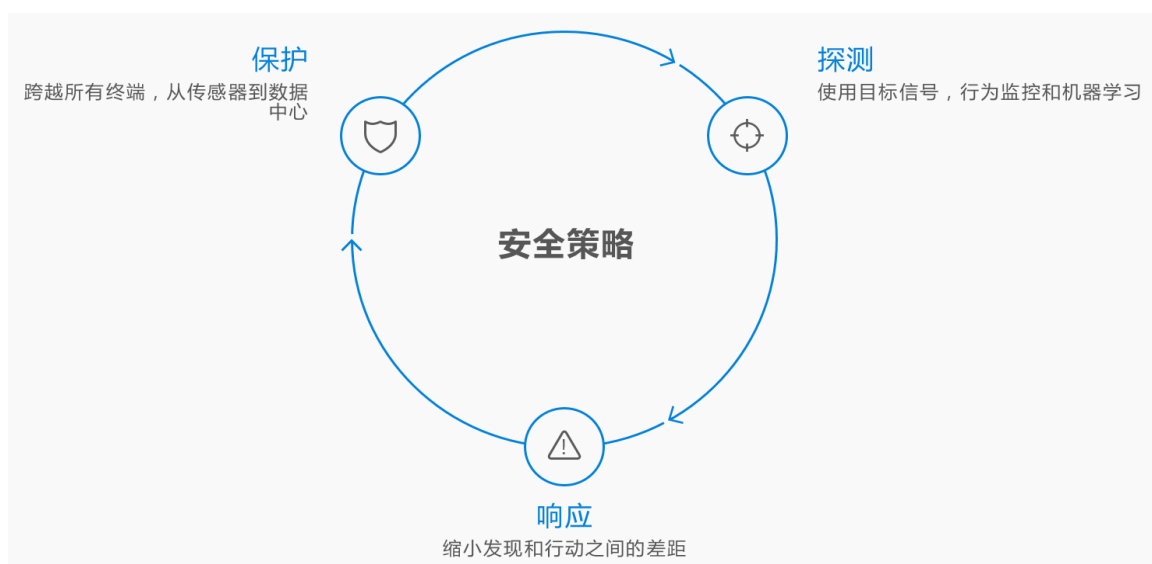 保护
跨越所有终端，从传感器到数据
中心
探测
使用目标信号，行为监控和机器学习
安全策略
响应
缩小发现和行动之间的差距